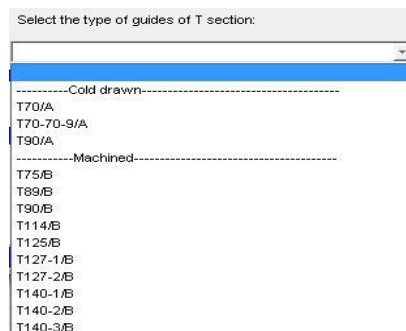 Select the type of guides of T section:
----------Cold drawn--------------------------------------
T70/A
T70-70-9/A
T90/A
-----------Machined---------------------------------------
T75/B
T89/B
T90/B
T114/B
T125/B
T127-1/B
T127-2/B
T140-1/B
T140-2/B
T140-3/B